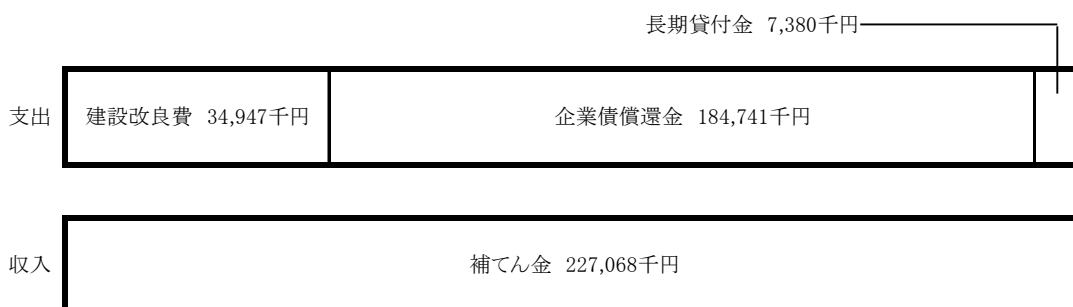 長期貸付金 7,380千円
支出 建設改良費 34,947千円 企業債償還金 184,741千円
収入 補てん金 227,068千円